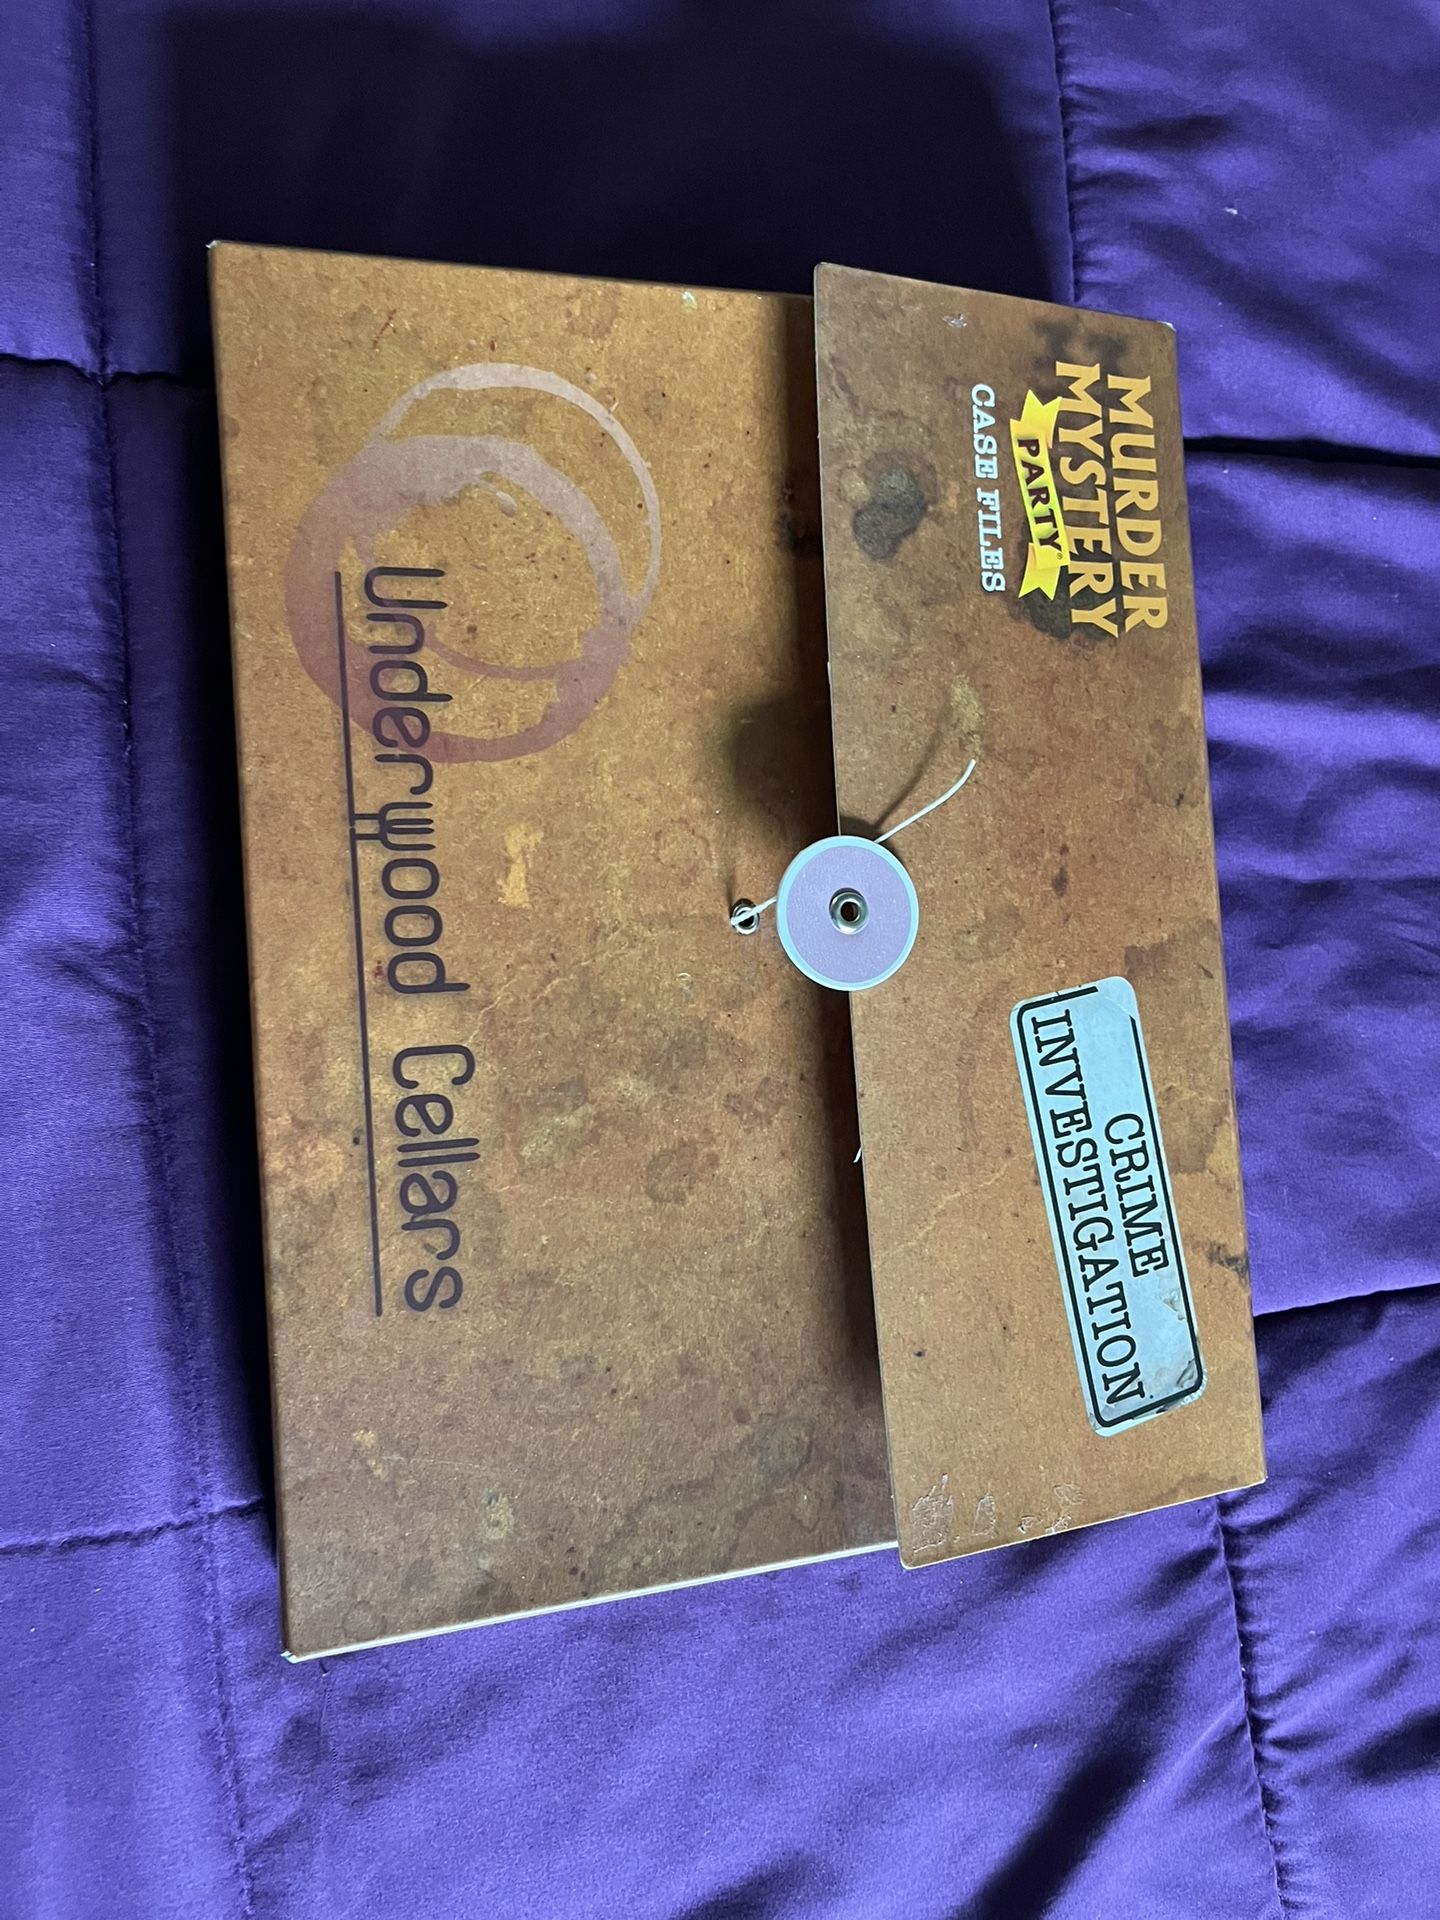 MURDER
MYSTERY
PARTY®
CASE FILES
CRIME
INVESTIGATION
Underwood Cellars